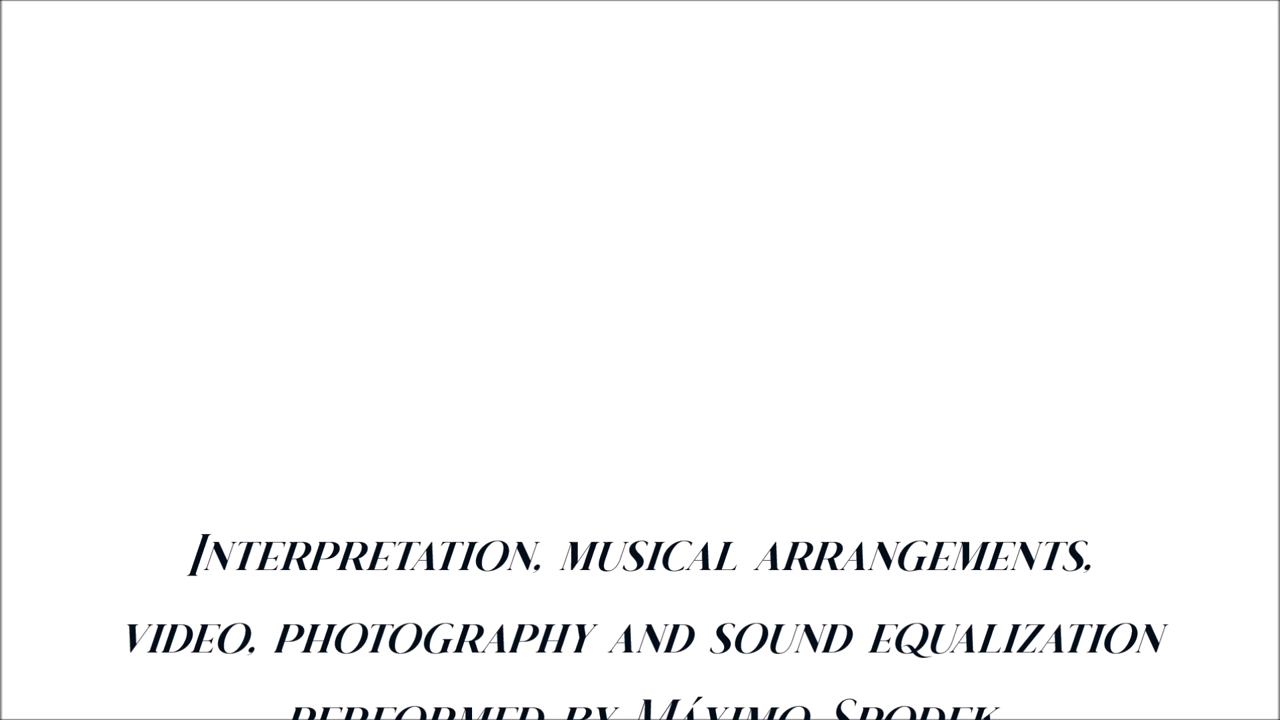 Interpretation, musical arrangements,
video, photography and sound equalization
performed by Máximo Spodek